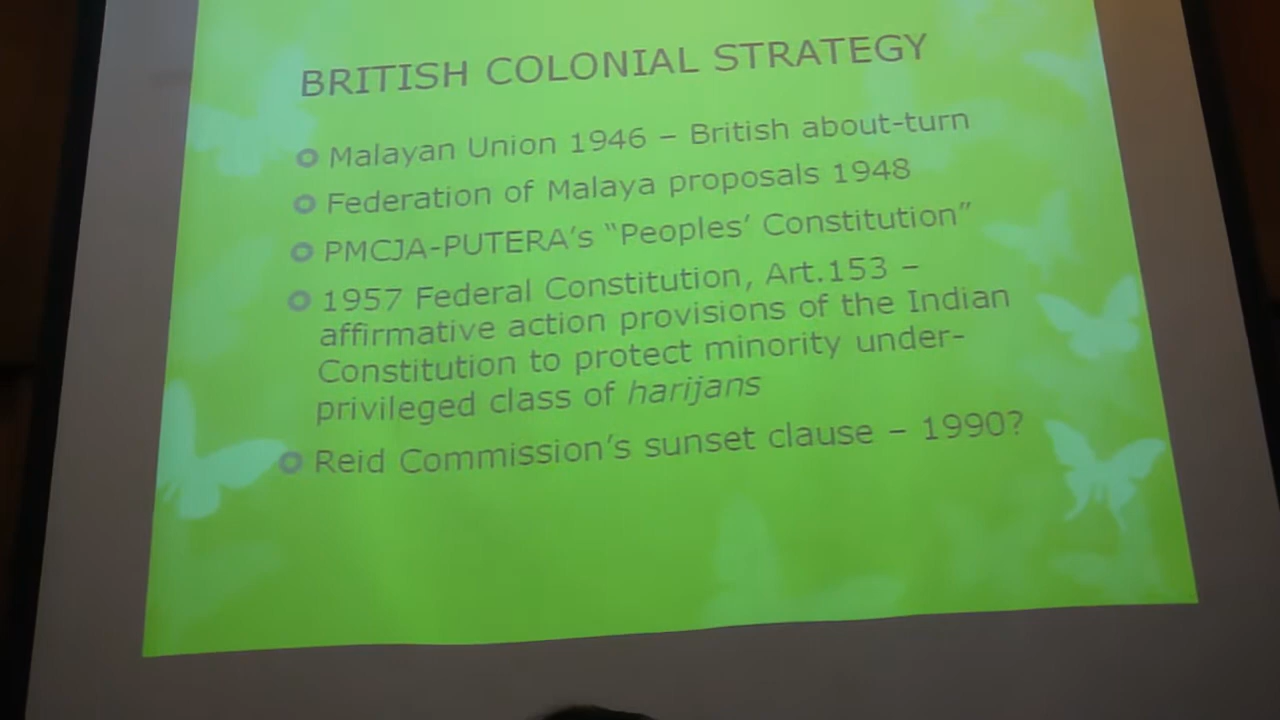 BRITISH COLONIAL STRATEGY
Malayan Union 1946 – British about-turn
Federation of Malaya proposals 1948
PMCJA-PUTERA's “Peoples' Constitution”
1957 Federal Constitution, Art.153 –
affirmative action provisions of the Indian
Constitution to protect minority under-
privileged class of harijans
Reid Commission's sunset clause – 1990?